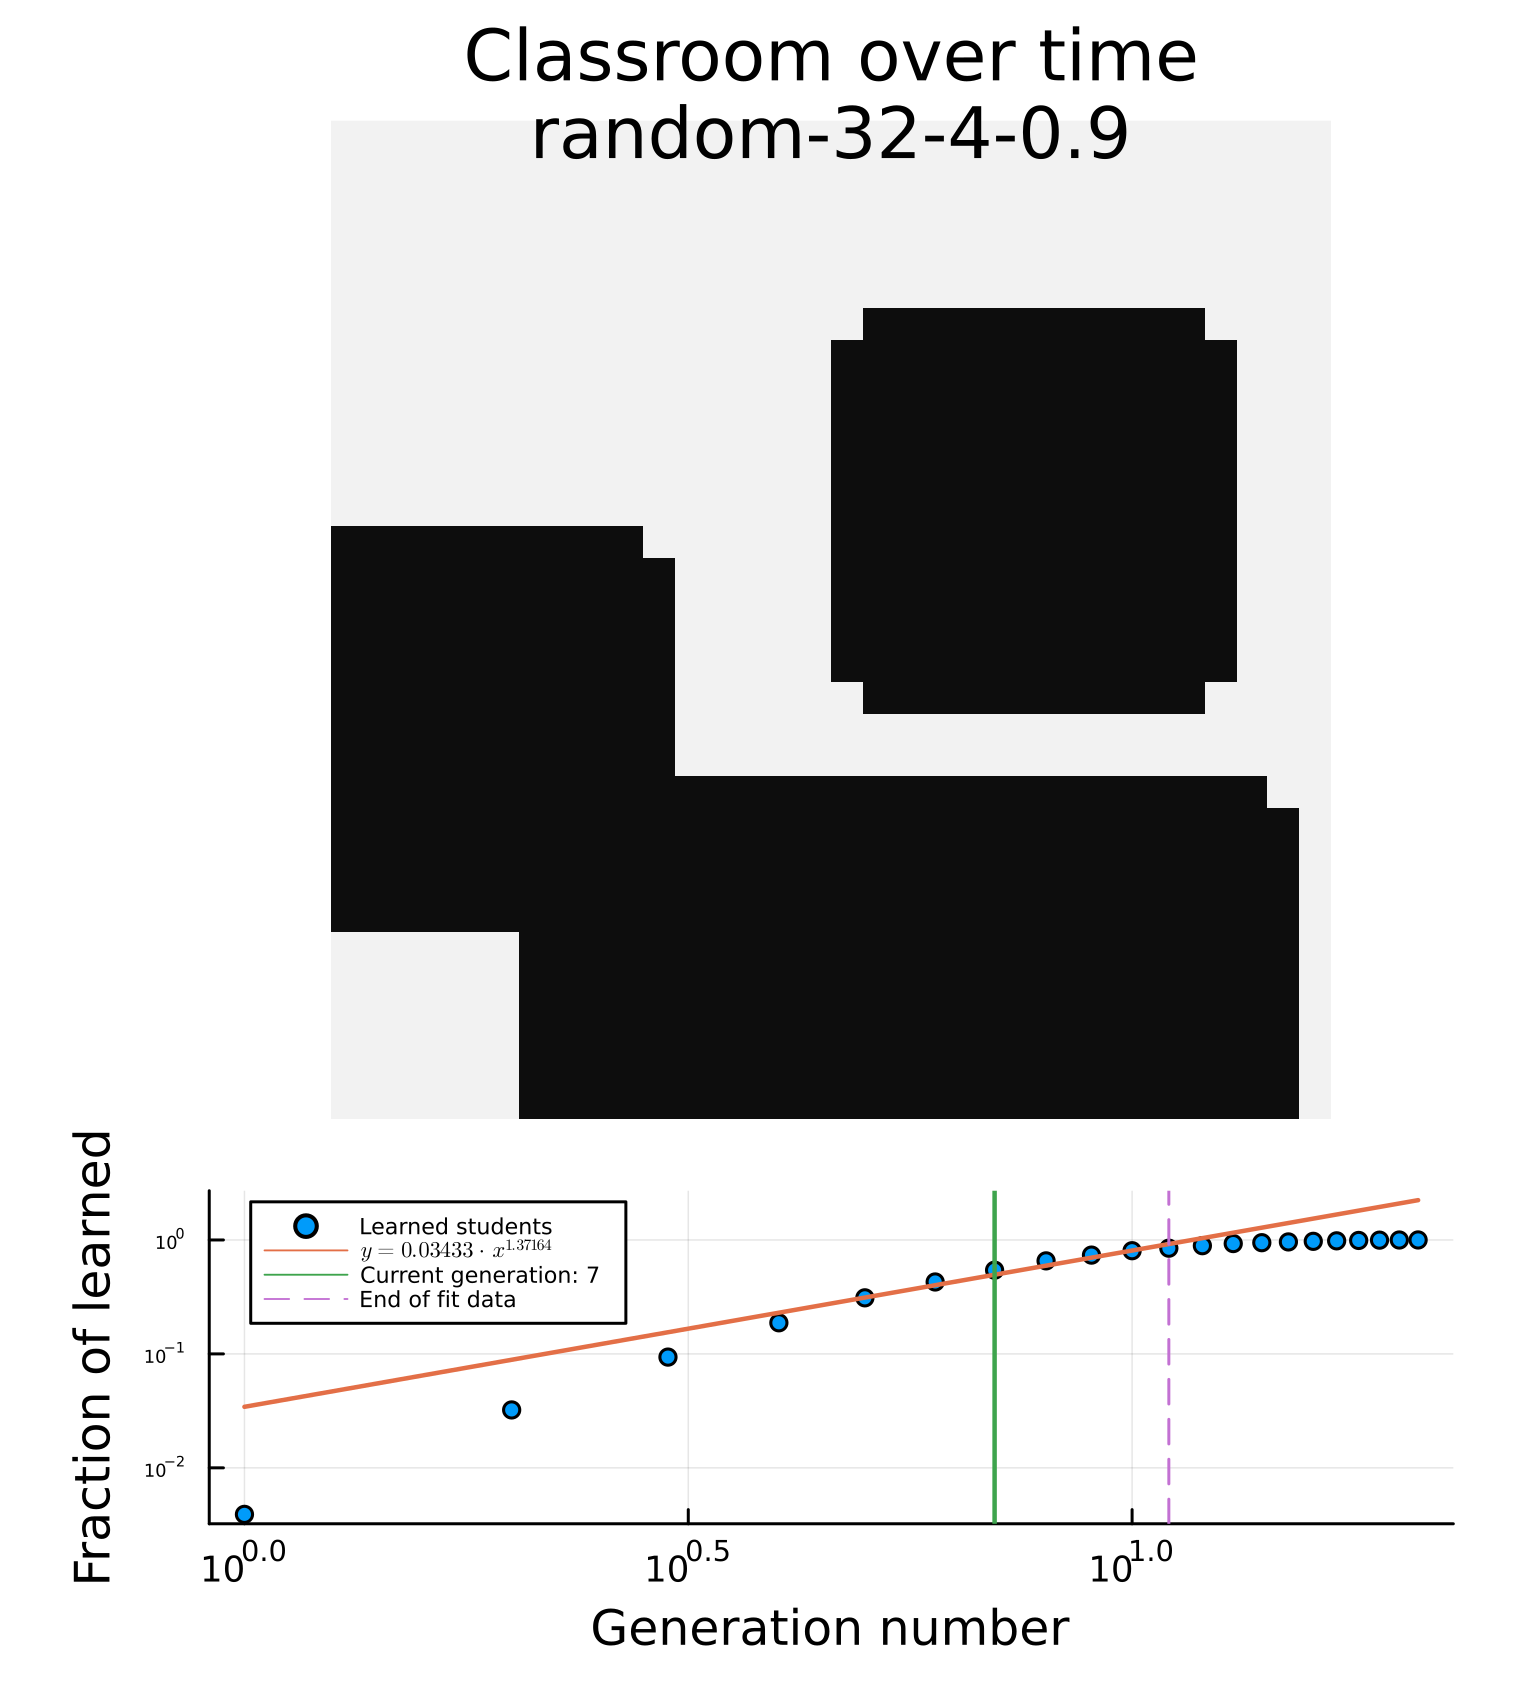 Classroom over time
random-32-4-0.9
Fraction of learned
10⁰
10⁻¹
10⁻²
Learned students
y = 0.03433 · x^1.37164
Current generation: 7
End of fit data
10^0.0
10^0.5
10^1.0
Generation number